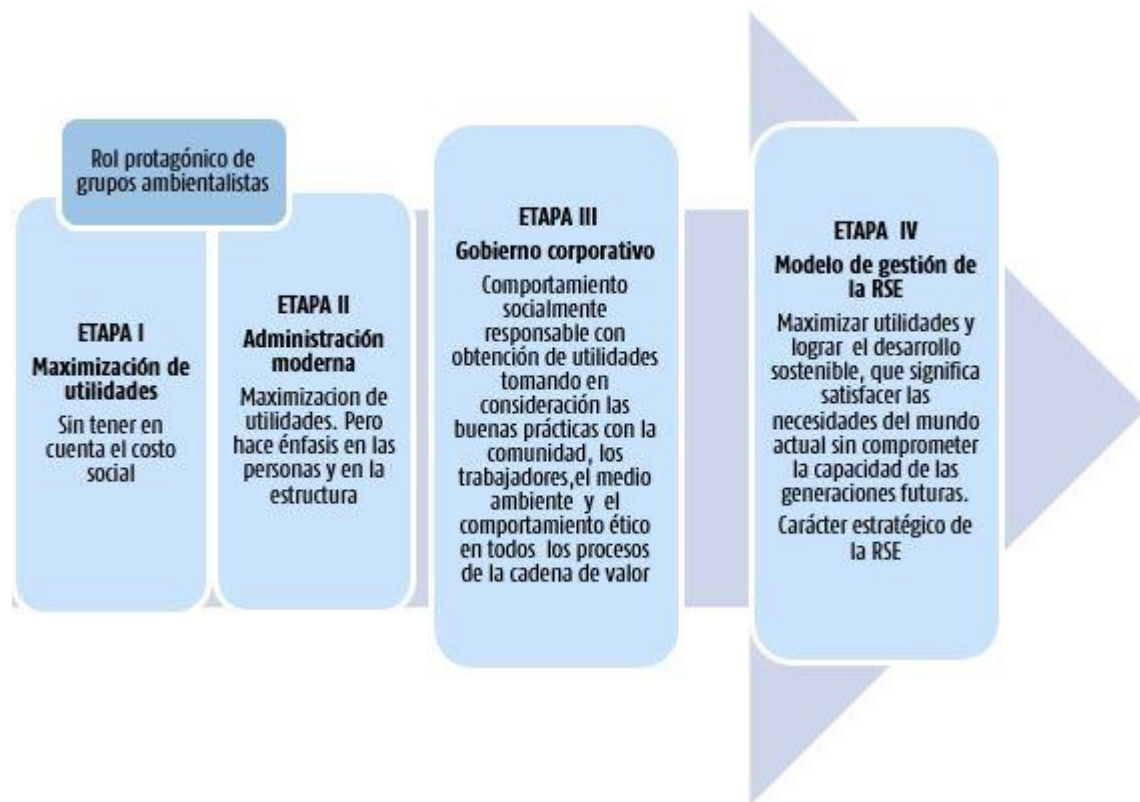 Rol protagónico de
grupos ambientalistas
ETAPA I
Maximización de
utilidades
Sin tener en
cuenta el costo
social
ETAPA II
Administración
moderna
Maximizacion de
utilidades. Pero
hace énfasis en las
personas y en la
estructura
ETAPA III
Gobierno corporativo
Comportamiento
socialmente
responsable con
obtención de utilidades
tomando en
consideración las
buenas prácticas con la
comunidad, los
trabajadores,el medio
ambiente y el
comportamiento ético
en todos los procesos
de la cadena de valor
ETAPA IV
Modelo de gestión de
la RSE
Maximizar utilidades y
lograr el desarrollo
sostenible, que significa
satisfacer las
necesidades del mundo
actual sin comprometer
la capacidad de las
generaciones futuras.
Carácter estratégico de
la RSE